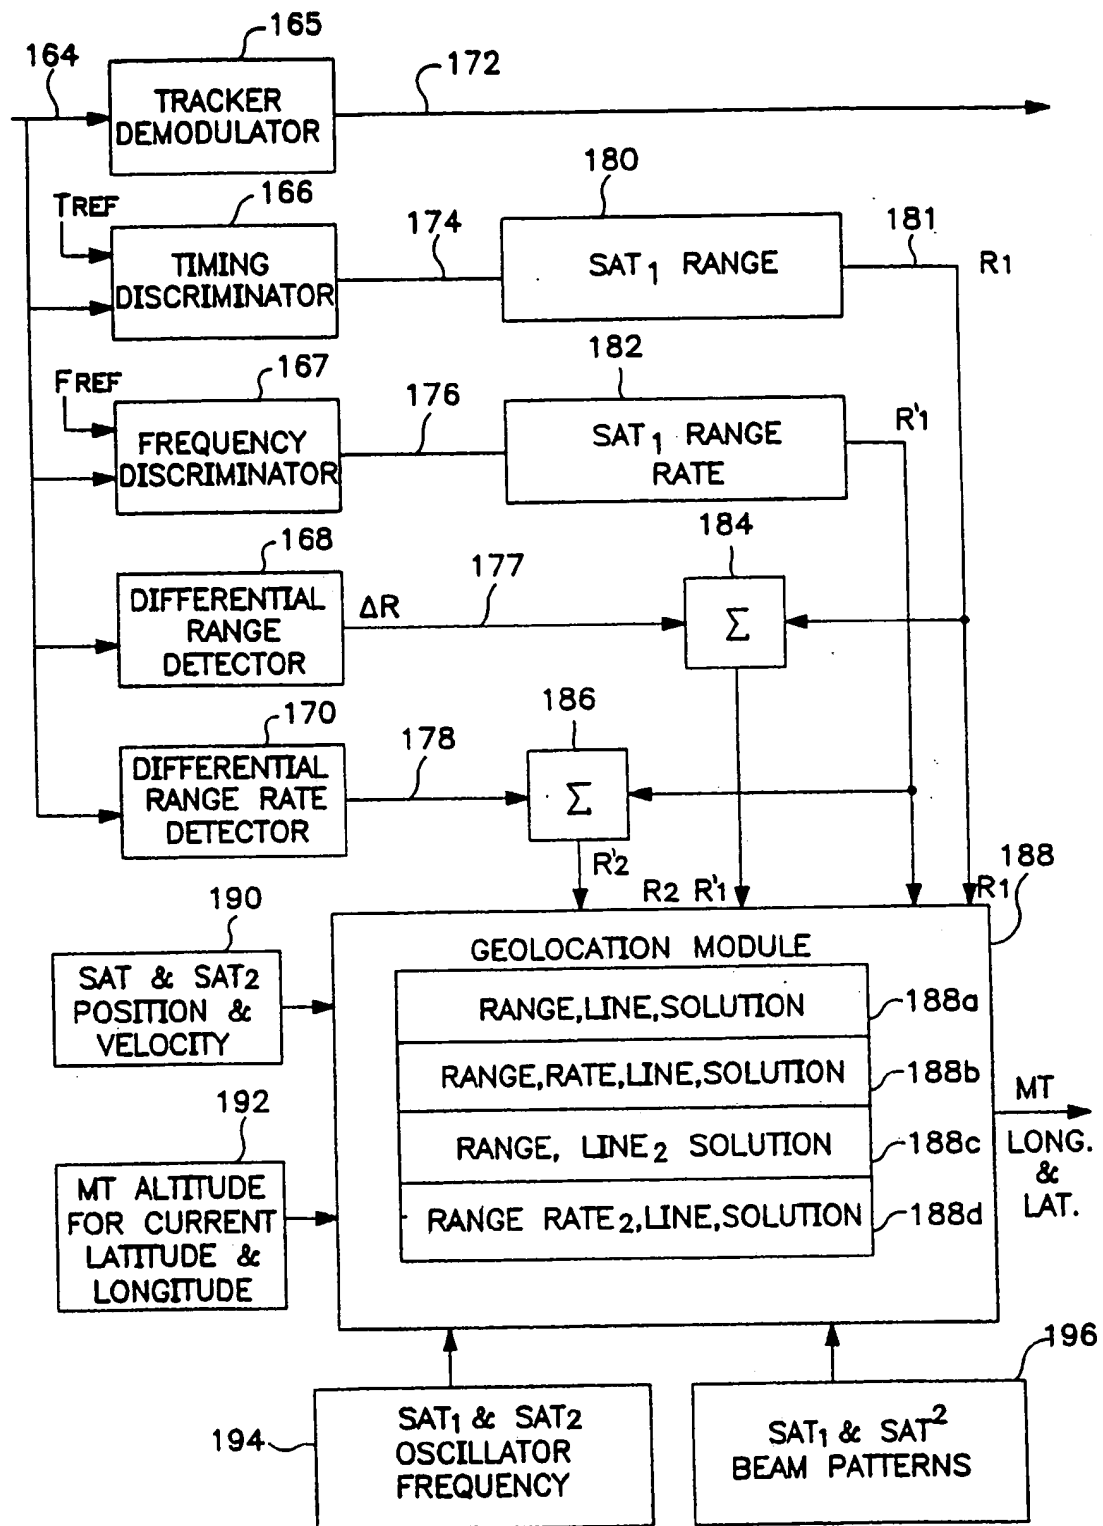 165
164
172
TRACKER
DEMODULATOR
180
TREF
166
174
181
TIMING
DISCRIMINATOR
SAT1 RANGE
R1
182
FREF
167
176
R'1
FREQUENCY
DISCRIMINATOR
SAT1 RANGE
RATE
184
168
177
DIFFERENTIAL
RANGE
DETECTOR
ΔR
Σ
170
186
178
DIFFERENTIAL
RANGE RATE
DETECTOR
Σ
R'2
R2 R'1
R1
188
190
GEOLOCATION MODULE
SAT & SAT2
POSITION &
VELOCITY
RANGE,LINE,SOLUTION
188a
RANGE,RATE,LINE,SOLUTION
188b
MT
192
RANGE, LINE2 SOLUTION
188c
LONG.
&
LAT.
MT ALTITUDE
FOR CURRENT
LATITUDE &
LONGITUDE
RANGE RATE2,LINE,SOLUTION
188d
196
194
SAT1 & SAT2
OSCILLATOR
FREQUENCY
SAT1 & SAT2
BEAM PATTERNS